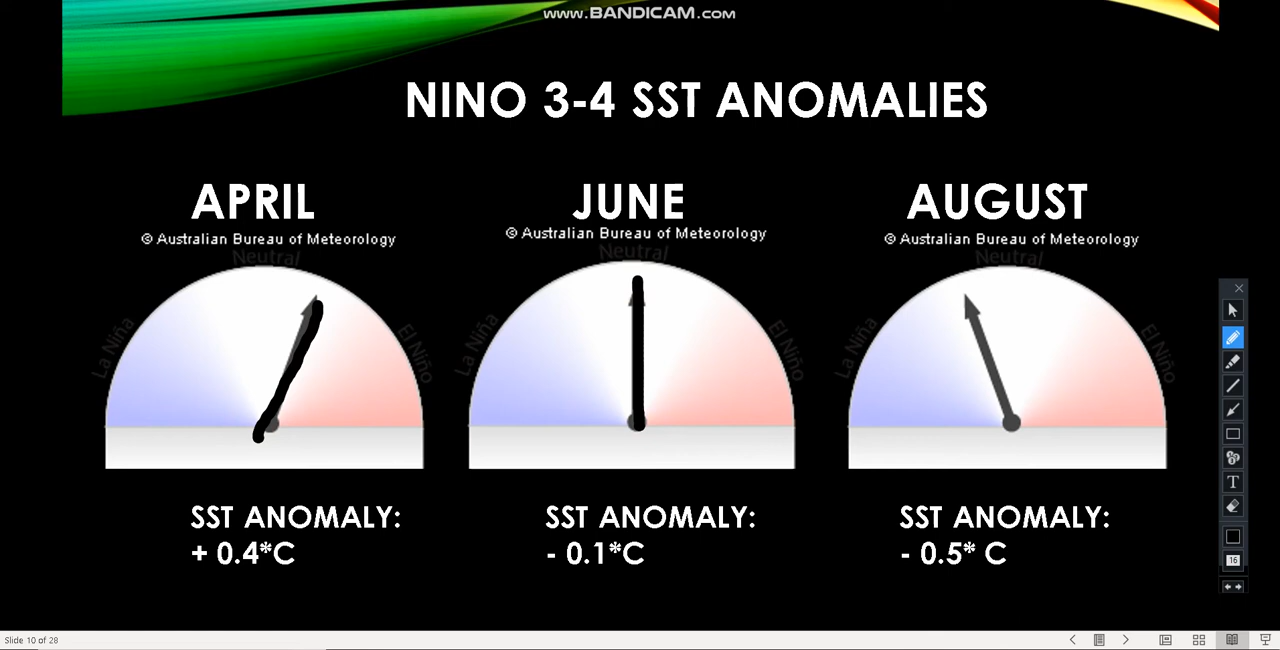 www.BANDICAM.com
NINO 3-4 SST ANOMALIES
APRIL
© Australian Bureau of Meteorology
Neutral
La Niña
El Niño
SST ANOMALY:
+ 0.4*C
JUNE
© Australian Bureau of Meteorology
Neutral
La Niña
El Niño
SST ANOMALY:
- 0.1*C
AUGUST
© Australian Bureau of Meteorology
Neutral
La Niña
El Niño
SST ANOMALY:
- 0.5* C
T
16
Slide 10 of 28